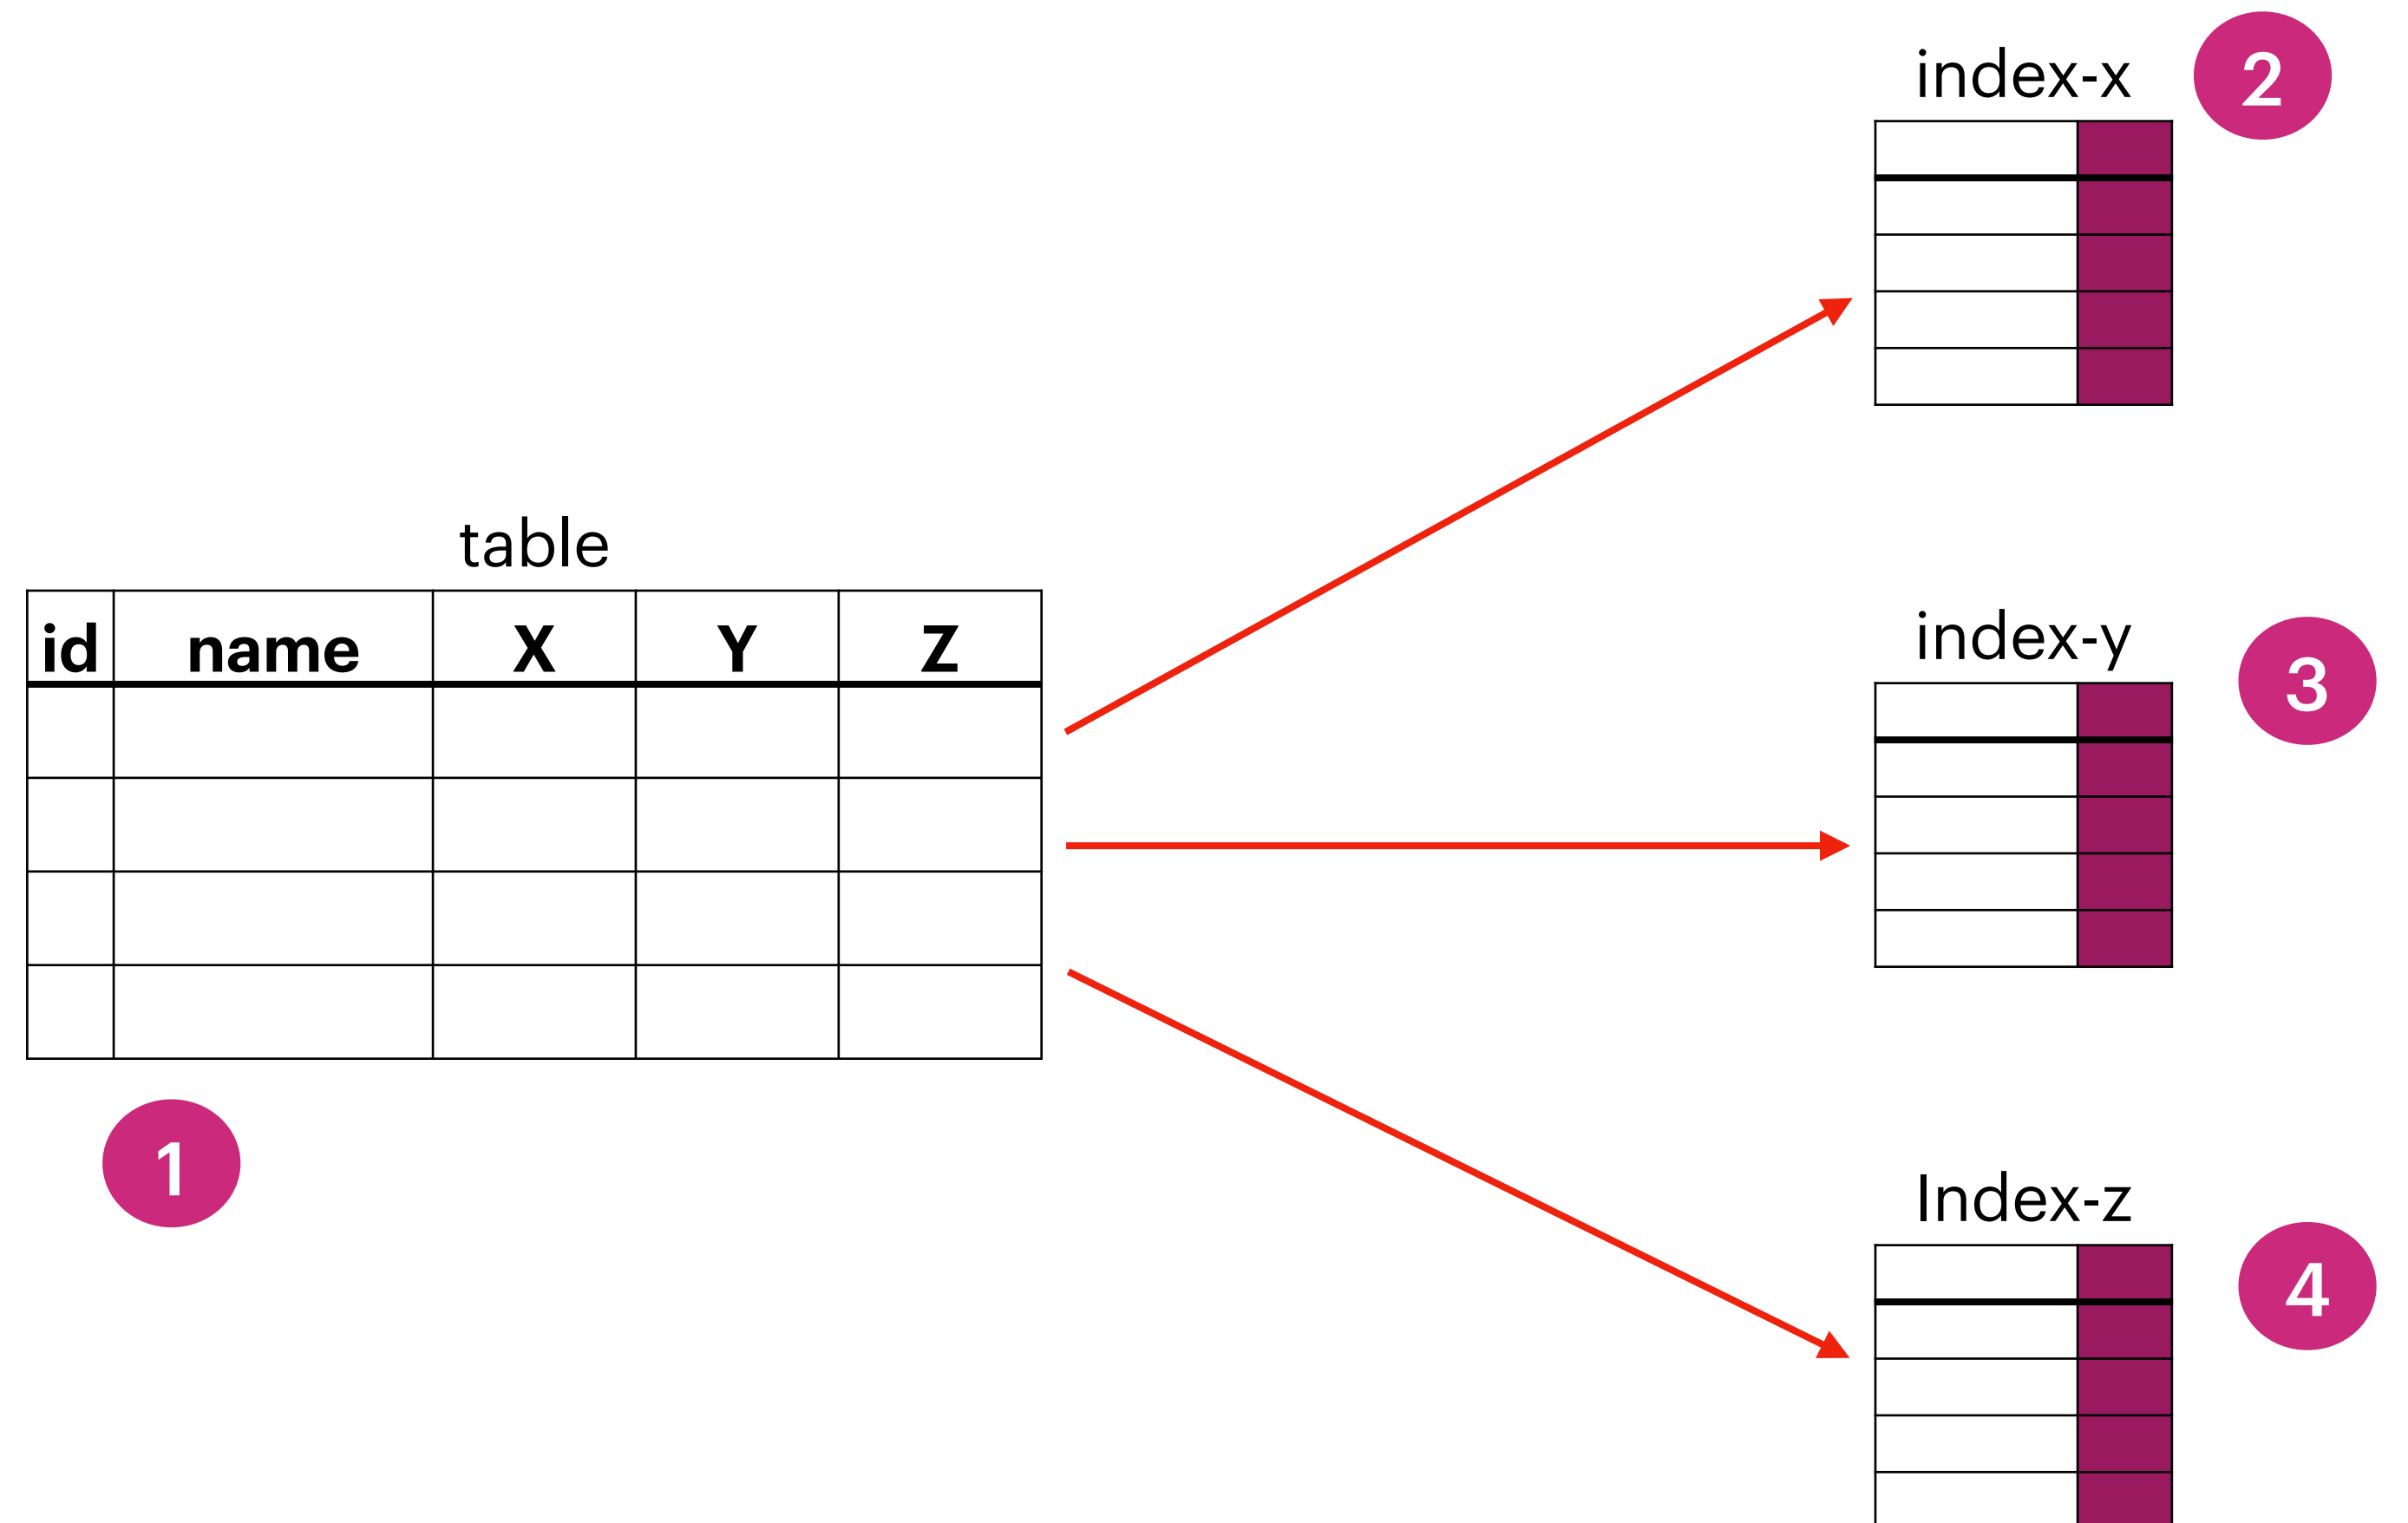 index-x
2
table
id name X Y Z
index-y
3
1
Index-z
4